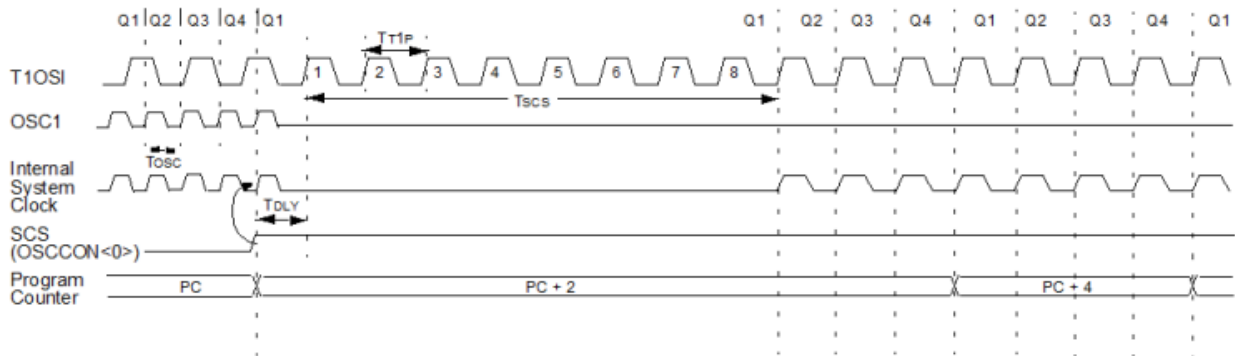 Q1 Q2 Q3 Q4 Q1 Q1 Q2 Q3 Q4 Q1 Q2 Q3 Q4 Q1
TT1P
T1OSI 1 2 3 4 5 6 7 8
TSCS
OSC1
TOSC
Internal
System
Clock
TDLY
SCS
(OSCCON<0>)
Program
Counter
PC PC + 2 PC + 4